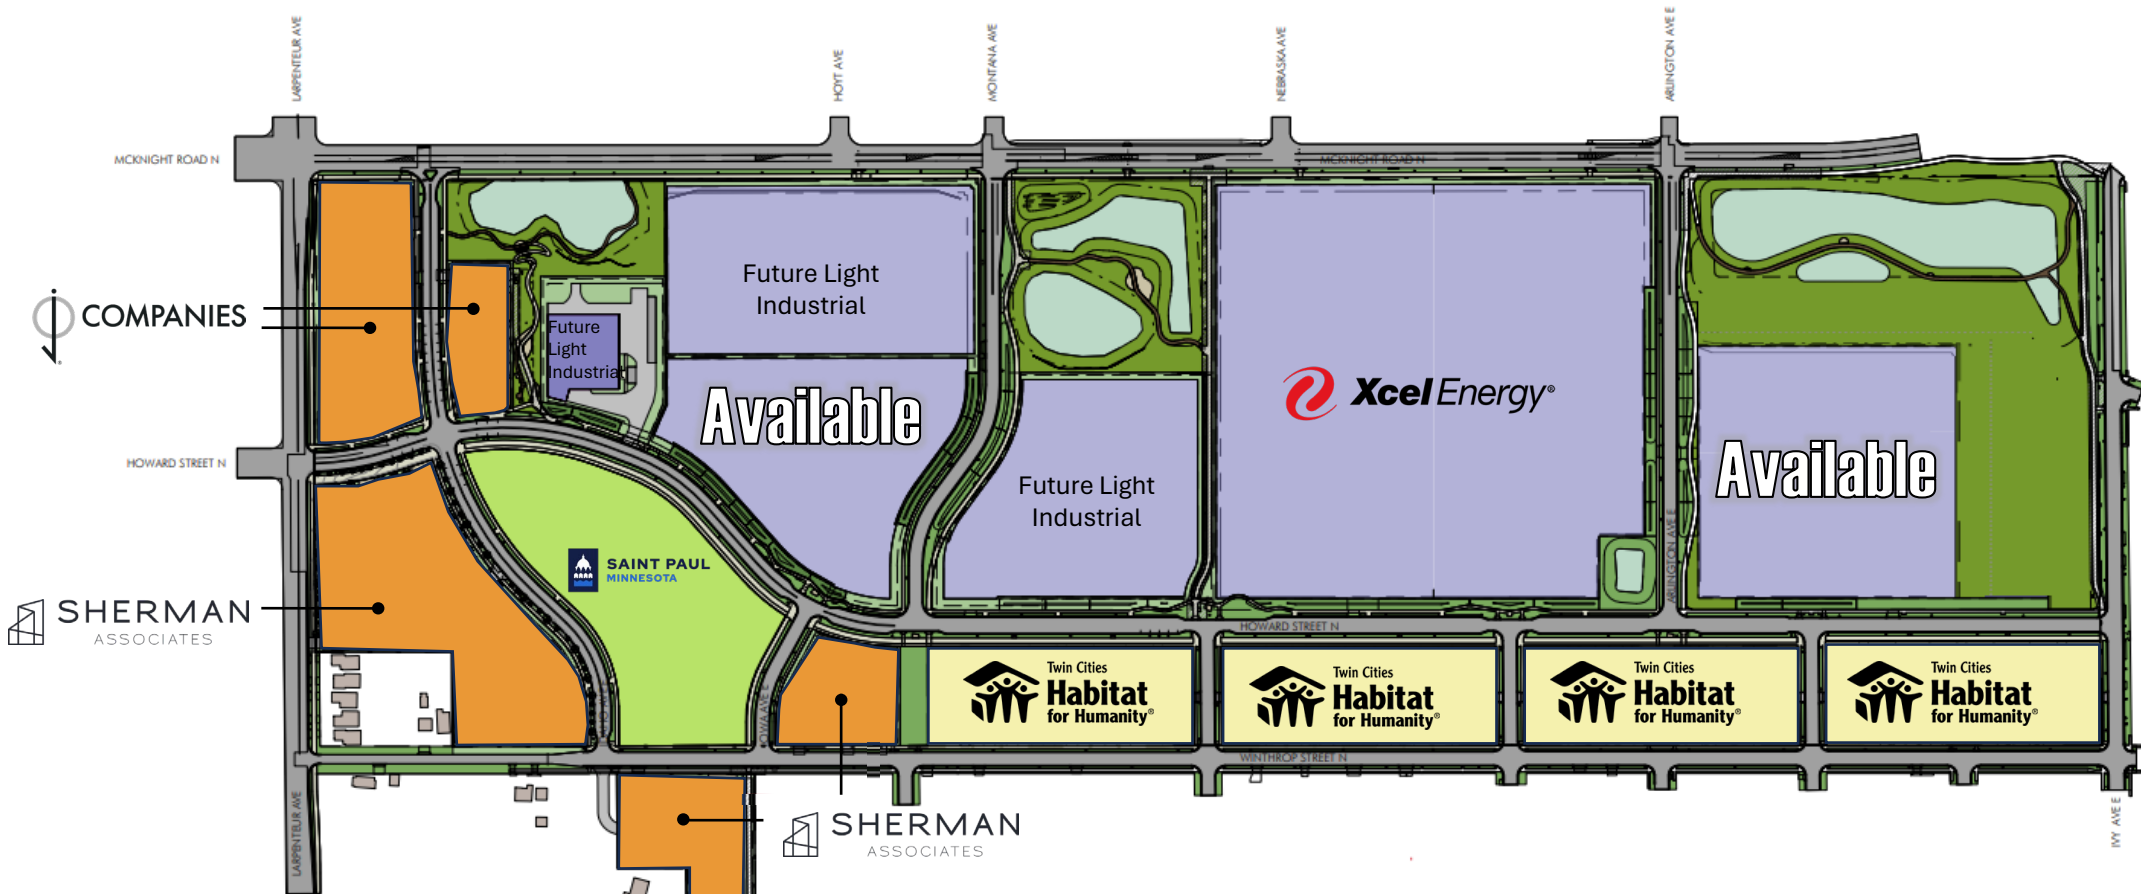 LARPENTEUR AVE
HOYT AVE
MONTANA AVE
NEBRASKA AVE
ARLINGTON AVE E
MCKNIGHT ROAD N
MCKNIGHT ROAD N
COMPANIES
Future Light
Industrial
Future
Light
Industrial
Available
Xcel Energy®
Available
HOWARD STREET N
Future Light
Industrial
SAINT PAUL
MINNESOTA
ARLINGTON AVE E
SHERMAN
ASSOCIATES
HOWARD STREET N
Twin Cities
Habitat
for Humanity®
Twin Cities
Habitat
for Humanity®
Twin Cities
Habitat
for Humanity®
Twin Cities
Habitat
for Humanity®
IOWA AVE E
WINTHROP STREET N
LARPENTEUR AVE
SHERMAN
ASSOCIATES
IVY AVE E